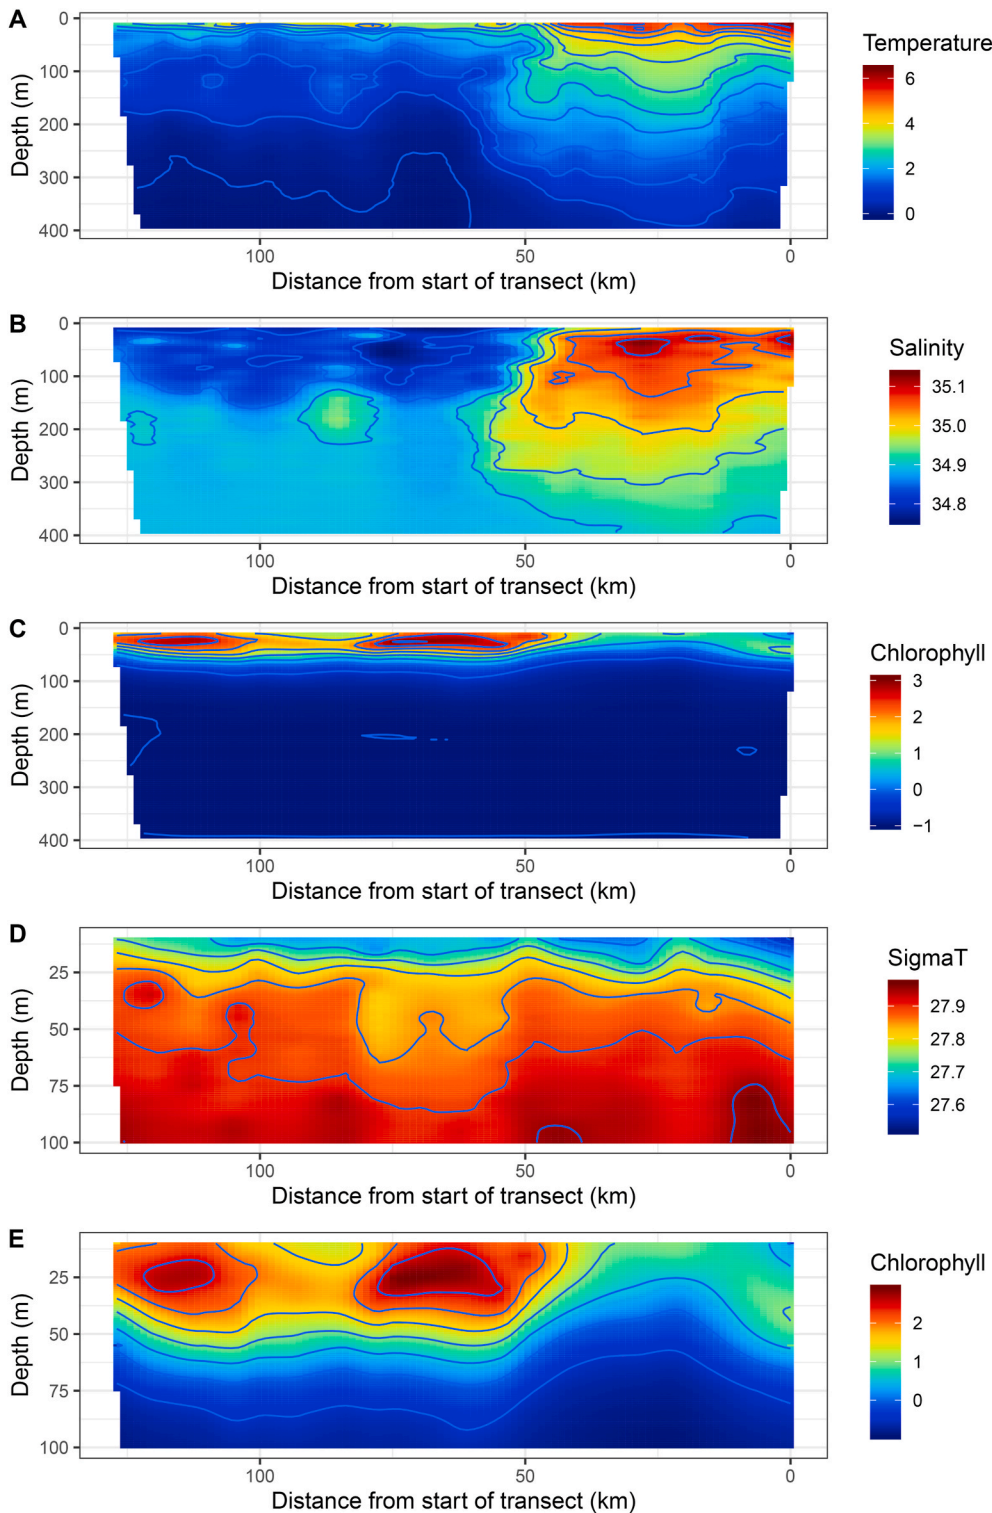 A
Temperature
0
100
200
300
400
Depth (m)
6
4
2
0
100
50
0
Distance from start of transect (km)
B
Salinity
0
100
200
300
400
Depth (m)
35.1
35.0
34.9
34.8
100
50
0
Distance from start of transect (km)
C
Chlorophyll
0
100
200
300
400
Depth (m)
3
2
1
0
−1
100
50
0
Distance from start of transect (km)
D
SigmaT
25
50
75
100
Depth (m)
27.9
27.8
27.7
27.6
100
50
0
Distance from start of transect (km)
E
Chlorophyll
25
50
75
100
Depth (m)
2
1
0
100
50
0
Distance from start of transect (km)